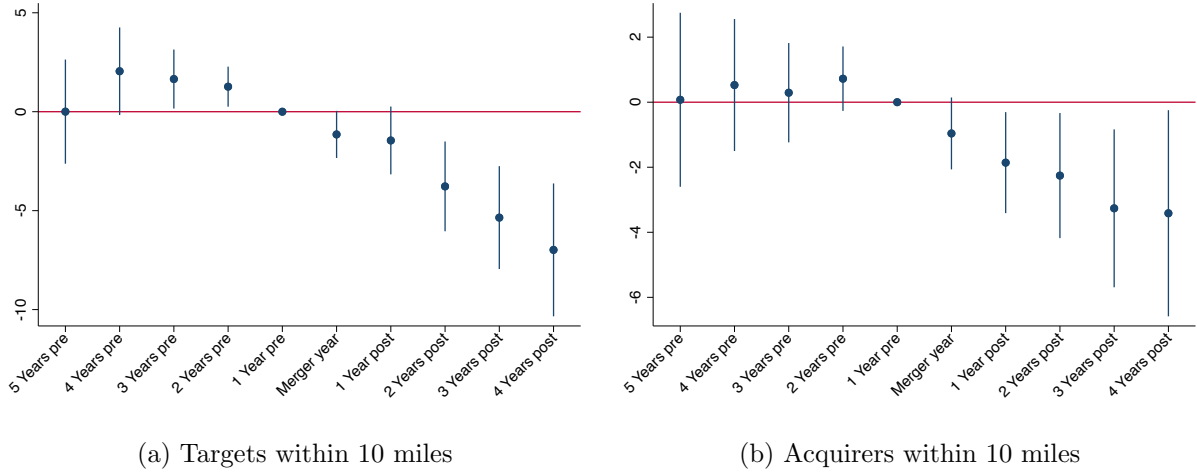 5
0
-5
-10
5 Years pre
4 Years pre
3 Years pre
2 Years pre
1 Year pre
Merger year
1 Year post
2 Years post
3 Years post
4 Years post
(a) Targets within 10 miles
2
0
-2
-4
-6
5 Years pre
4 Years pre
3 Years pre
2 Years pre
1 Year pre
Merger year
1 Year post
2 Years post
3 Years post
4 Years post
(b) Acquirers within 10 miles